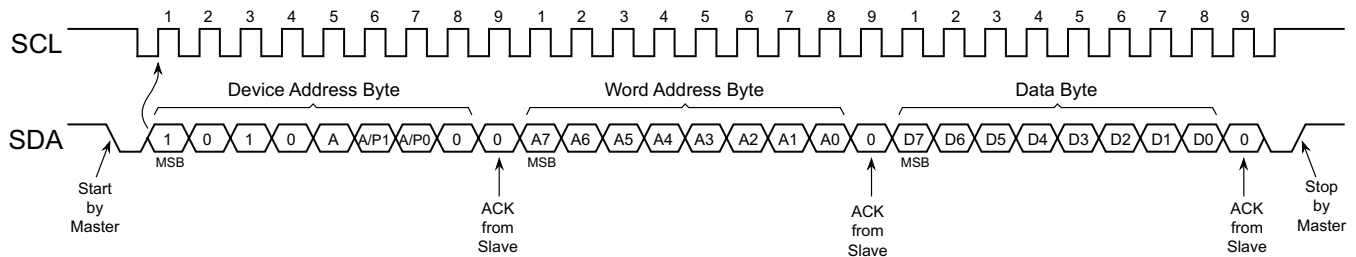 1 2 3 4 5 6 7 8 9 1 2 3 4 5 6 7 8 9 1 2 3 4 5 6 7 8 9
SCL
Device Address Byte Word Address Byte Data Byte
SDA 1 0 1 0 A A/P1 A/P0 0 0 A7 A6 A5 A4 A3 A2 A1 A0 0 D7 D6 D5 D4 D3 D2 D1 D0 0
MSB MSB MSB
Start
by
Master
ACK
from
Slave
ACK
from
Slave
ACK
from
Slave
Stop
by
Master